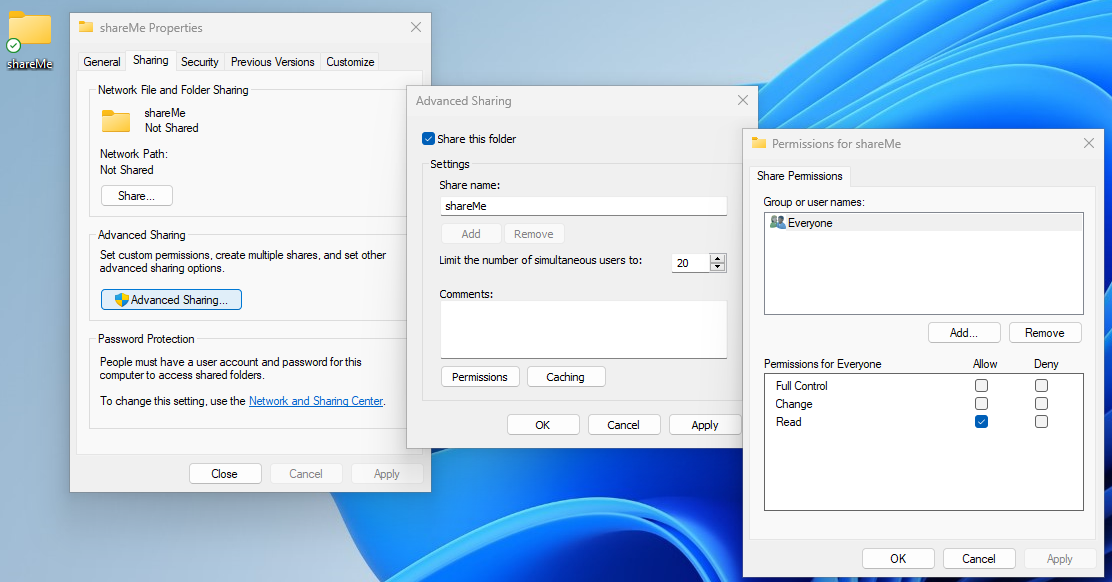 shareMe
shareMe Properties
General Sharing Security Previous Versions Customize
Network File and Folder Sharing
shareMe
Not Shared
Network Path:
Not Shared
Share...
Advanced Sharing
Set custom permissions, create multiple shares, and set other
advanced sharing options.
Advanced Sharing...
Password Protection
People must have a user account and password for this
computer to access shared folders.
To change this setting, use the Network and Sharing Center.
Close Cancel Apply
Advanced Sharing
Share this folder
Settings
Share name:
shareMe
Add Remove
Limit the number of simultaneous users to: 20
Comments:
Permissions Caching
OK Cancel Apply
Permissions for shareMe
Share Permissions
Group or user names:
Everyone
Add... Remove
Permissions for Everyone Allow Deny
Full Control
Change
Read
OK Cancel Apply